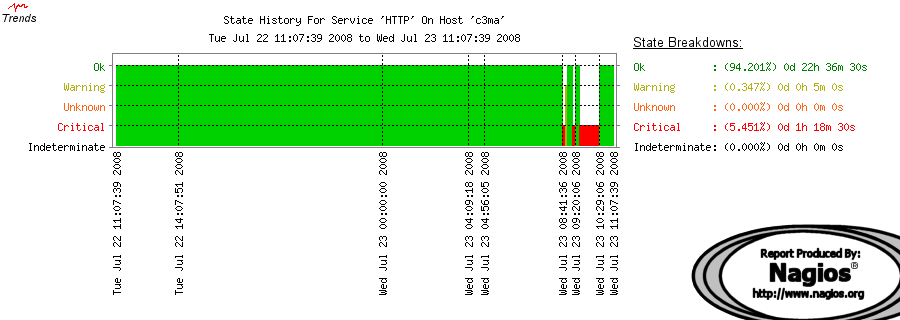 Trends
State History For Service 'HTTP' On Host 'c3ma'
Tue Jul 22 11:07:39 2008 to Wed Jul 23 11:07:39 2008
State Breakdowns:
Ok : (94.201%) 0d 22h 36m 30s
Warning : (0.347%) 0d 0h 5m 0s
Unknown : (0.000%) 0d 0h 0m 0s
Critical : (5.451%) 0d 1h 18m 30s
Indeterminate: (0.000%) 0d 0h 0m 0s
Ok
Warning
Unknown
Critical
Indeterminate
Tue Jul 22 11:07:39 2008
Tue Jul 22 14:07:51 2008
Wed Jul 23 00:00:00 2008
Wed Jul 23 04:09:18 2008
Wed Jul 23 04:56:05 2008
Wed Jul 23 08:41:36 2008
Wed Jul 23 09:20:06 2008
Wed Jul 23 10:29:06 2008
Wed Jul 23 11:07:39 2008
Report Produced By:
Nagios®
http://www.nagios.org